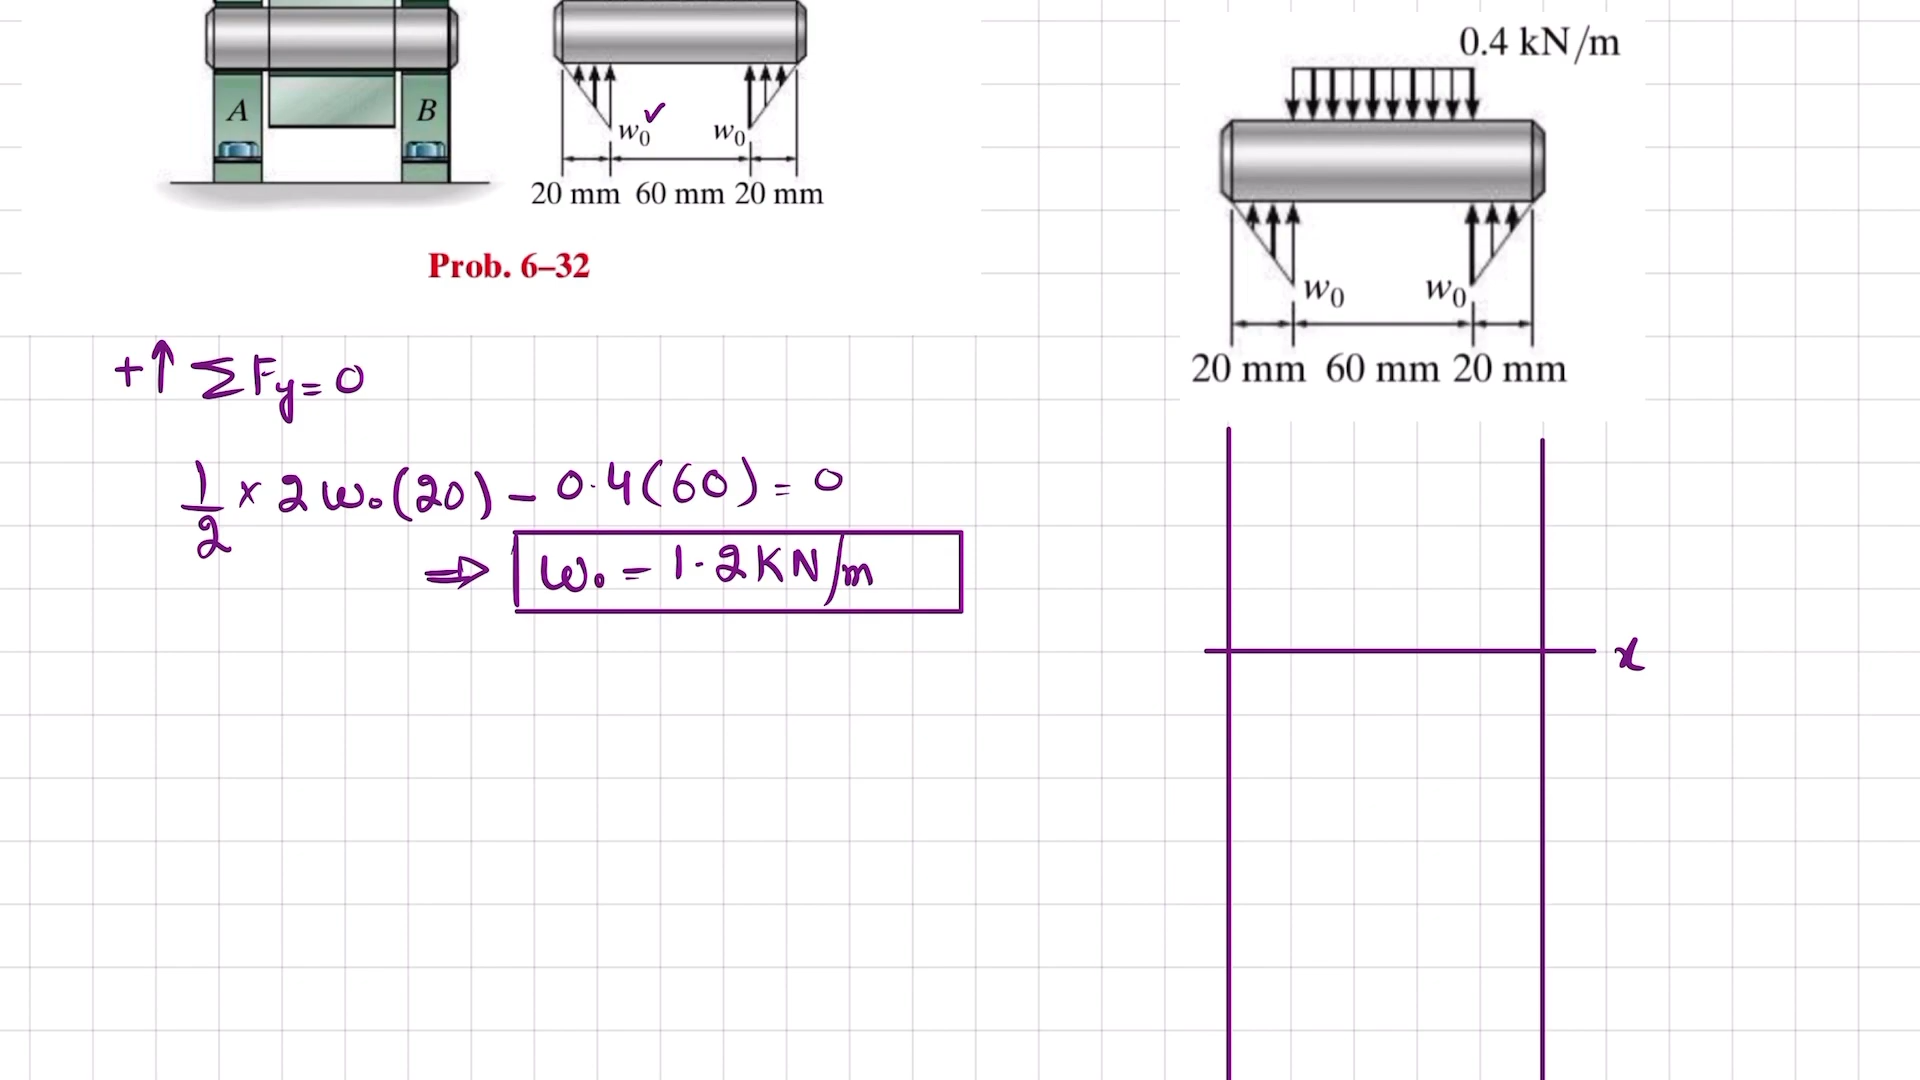 A B
w0 w0
20 mm 60 mm 20 mm
Prob. 6–32
+↑ ΣFy = 0
1/2 × 2w0(20) – 0.4(60) = 0
⇒ w0 = 1.2 KN/m
0.4 kN/m
w0 w0
20 mm 60 mm 20 mm
x